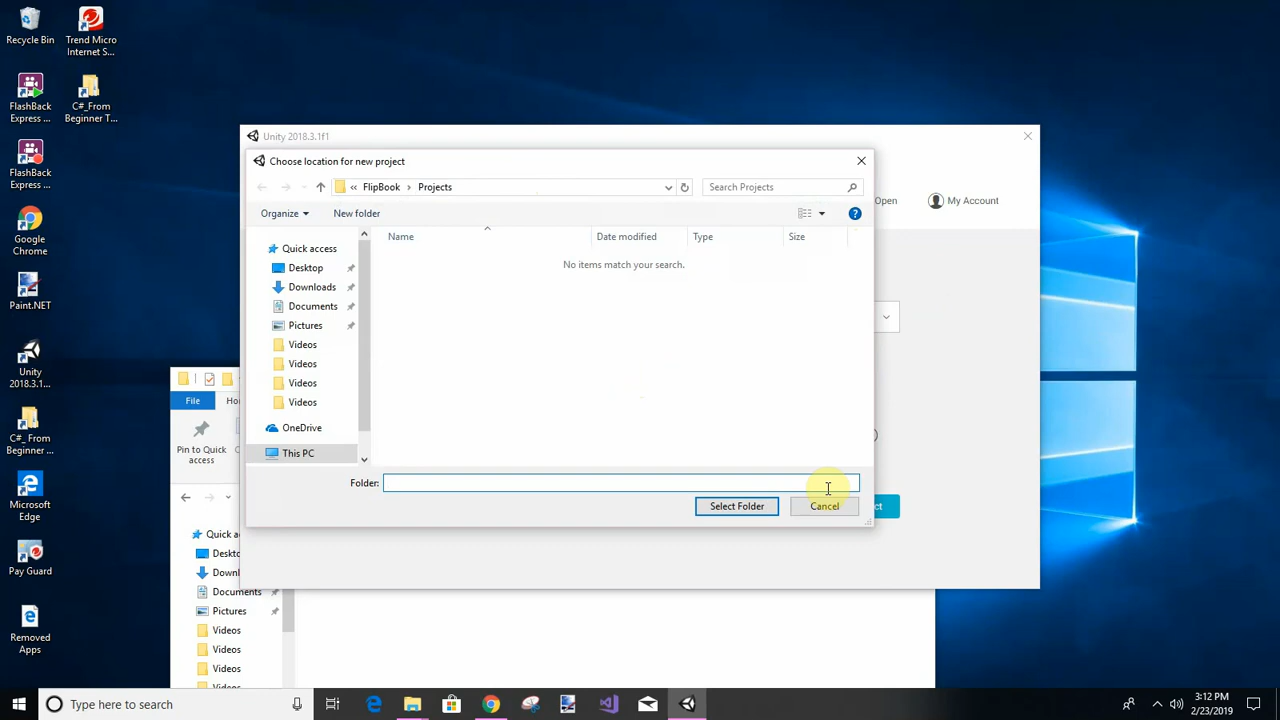 Recycle Bin
Trend Micro
Internet S...
FlashBack
Express ...
C#_From
Beginner T...
FlashBack
Express ...
Google
Chrome
Paint.NET
Unity
2018.3.1...
C#_ From
Beginner ...
Microsoft
Edge
Pay Guard
Removed
Apps
Unity 2018.3.1f1
Open
My Account
Choose location for new project
« FlipBook > Projects
Search Projects
Organize
New folder
Name
Date modified
Type
Size
No items match your search.
Quick access
Desktop
Downloads
Documents
Pictures
Videos
Videos
Videos
Videos
OneDrive
This PC
Folder:
Select Folder
Cancel
ct
File
Ho
Pin to Quick
access
Quick a
Deskt
Downl
Documents
Pictures
Videos
Videos
Videos
Type here to search
3:12 PM
2/23/2019